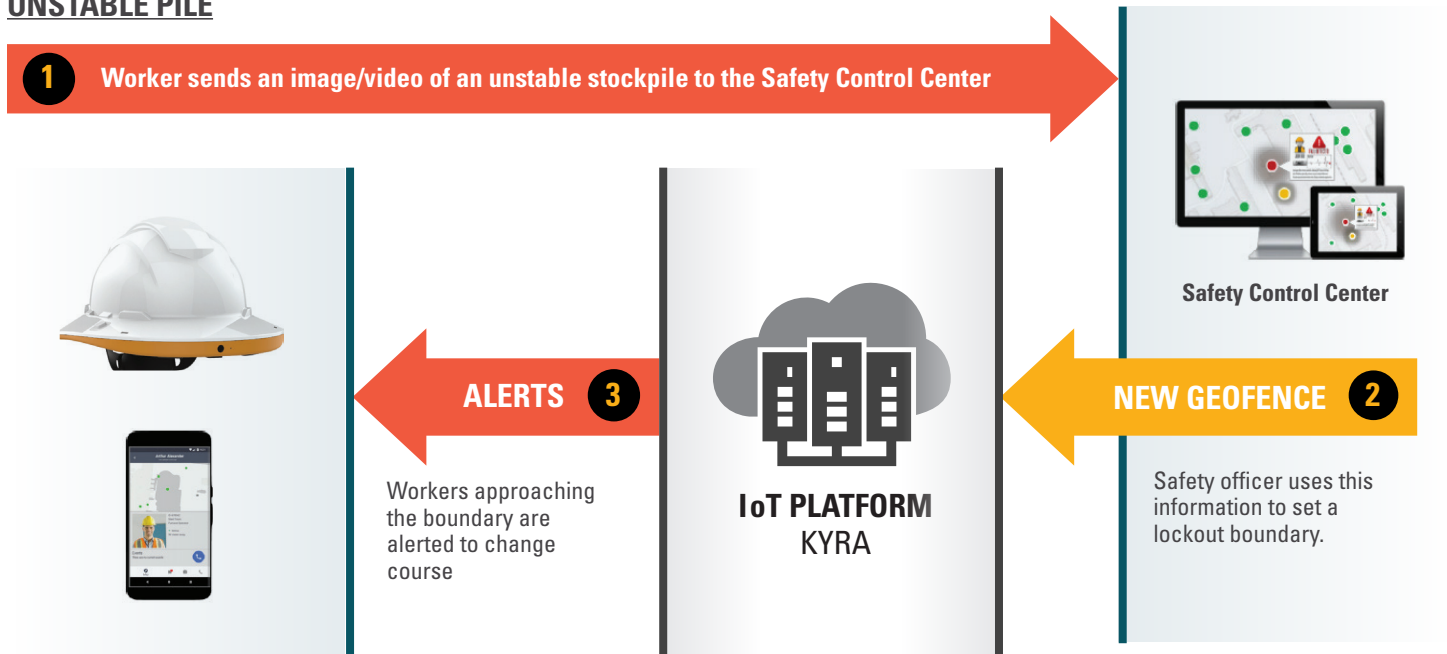 UNSTABLE PILE
1 Worker sends an image/video of an unstable stockpile to the Safety Control Center
Safety Control Center
NEW GEOFENCE 2
Safety officer uses this
information to set a
lockout boundary.
IoT PLATFORM
KYRA
ALERTS 3
Workers approaching
the boundary are
alerted to change
course